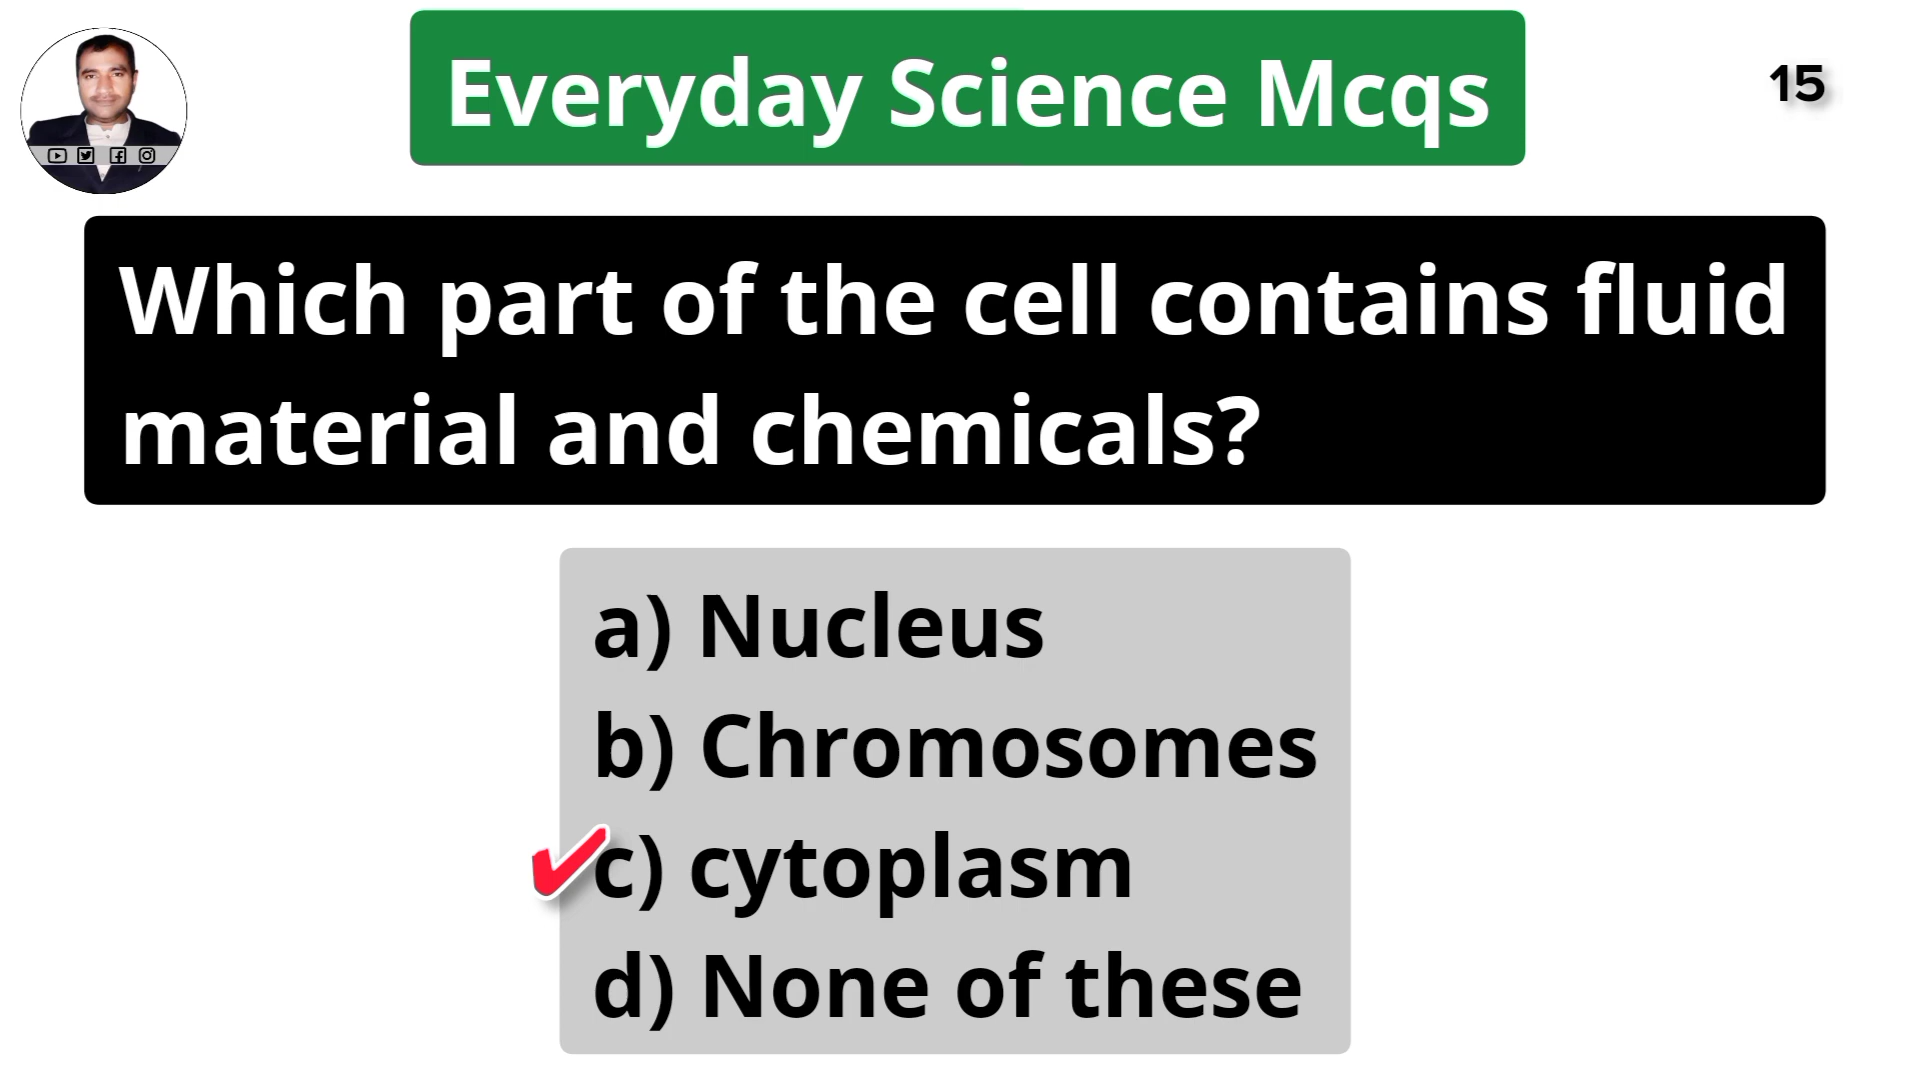 Everyday Science Mcqs
15
Which part of the cell contains fluid
material and chemicals?
a) Nucleus
b) Chromosomes
c) cytoplasm
d) None of these